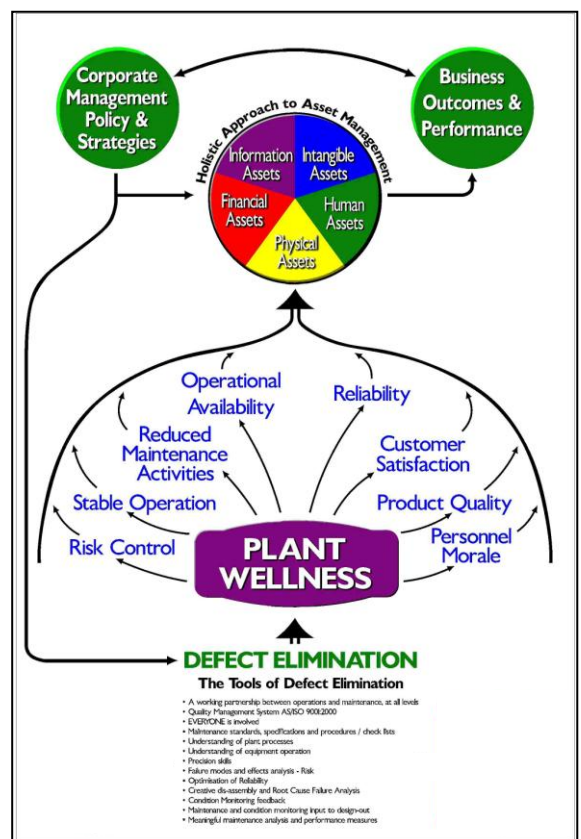 Corporate
Management
Policy &
Strategies
Business
Outcomes &
Performance
Holistic Approach to Asset Management
Information
Assets
Intangible
Assets
Financial
Assets
Human
Assets
Physical
Assets
Operational
Availability
Reliability
Reduced
Maintenance
Activities
Customer
Satisfaction
Stable Operation
Product Quality
Risk Control
Personnel
Morale
PLANT
WELLNESS
DEFECT ELIMINATION
The Tools of Defect Elimination
• A working partnership between operations and maintenance, at all levels
• Quality Management System AS/ISO 9001:2000
• EVERYONE is involved
• Maintenance standards, specifications and procedures / check lists
• Understanding of plant processes
• Understanding of equipment operation
• Precision skills
• Failure modes and effects analysis - Risk
• Optimisation of Reliability
• Creative dis-assembly and Root Cause Failure Analysis
• Condition Monitoring feedback
• Maintenance and condition monitoring input to design-out
• Meaningful maintenance analysis and performance measures